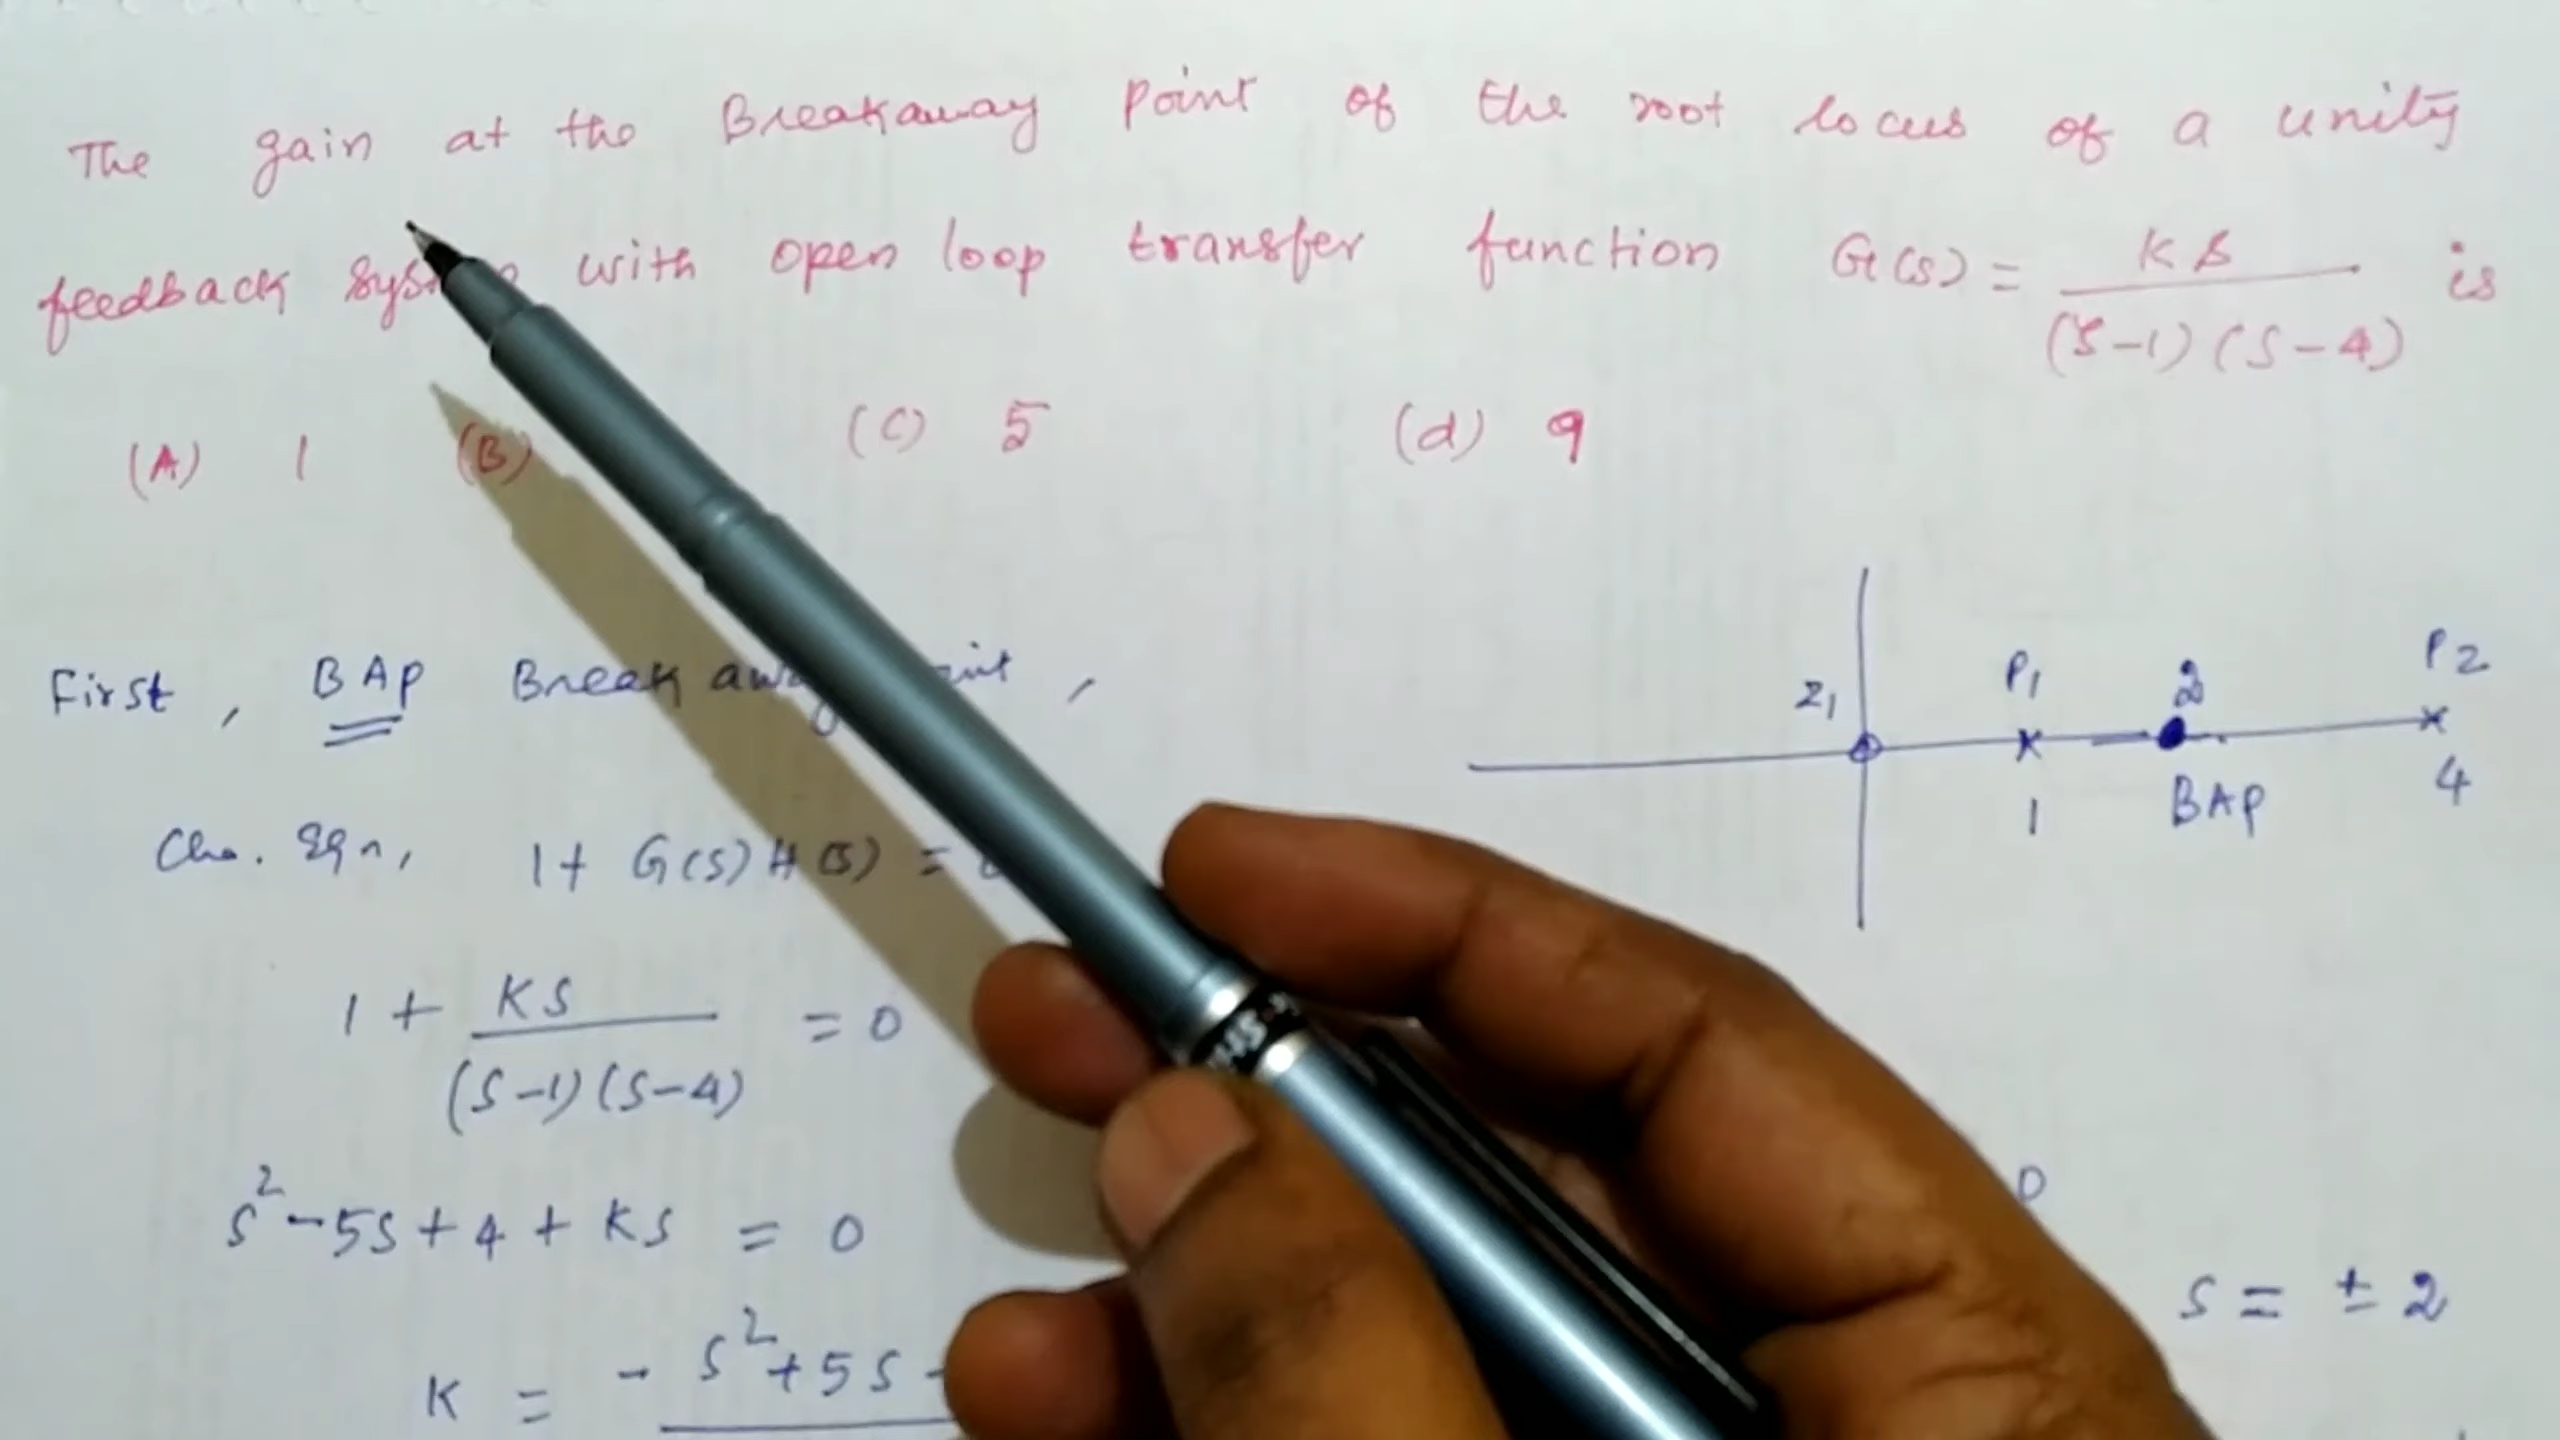 The gain at the Breakaway point of the root locus of a unity
feedback with open loop transfer function G(s) = KS / (S-1)(S-4) is
(A) 1 (B) (C) 5 (d) 9
First, BAP Break away
Cha. Eqn, 1 + G(s) H(s) =
1 + KS / (S-1)(S-4) = 0
S² - 5S + 4 + KS = 0
K = - S² + 5S -
Z1 P1 2 P2
1 BAP 4
0
S = ± 2